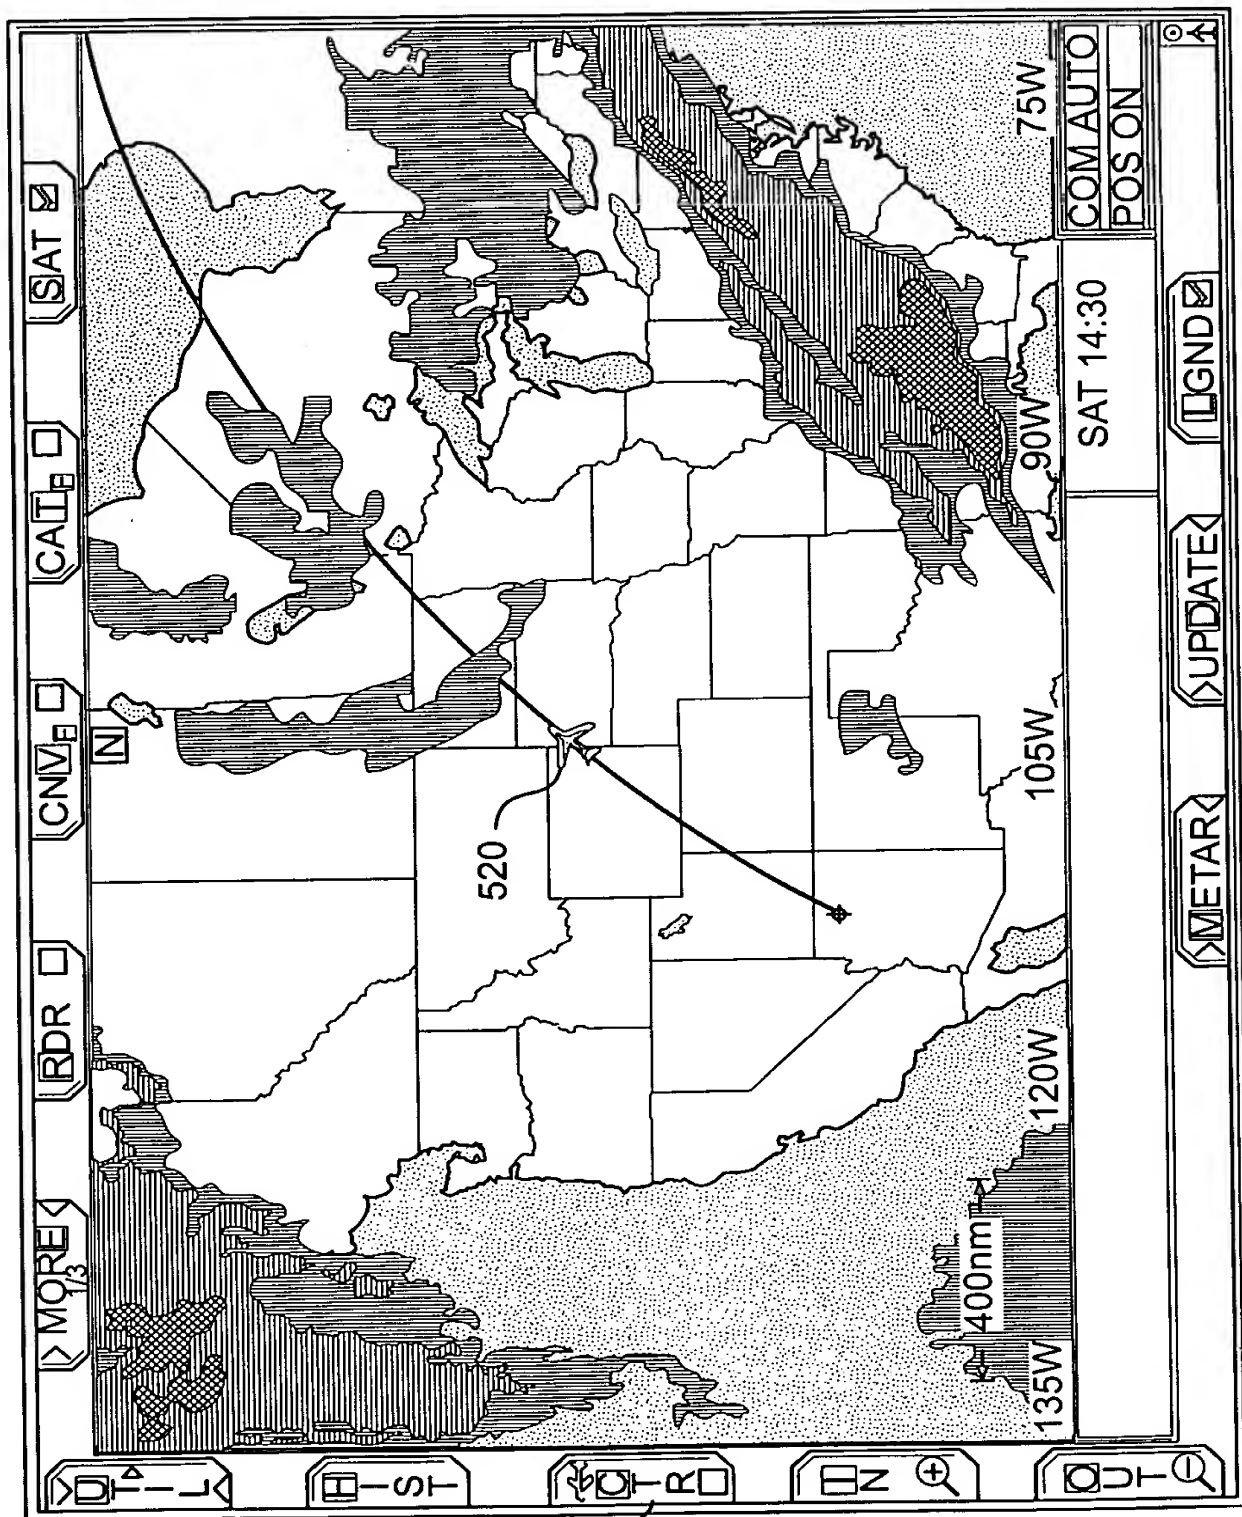 >MORE<
1/3
RDR
CNV F
CAT F
SAT
>UTIL<
HIST
CTR
IN
OUT
N
520
400nm
135W
120W
105W
90W
75W
SAT 14:30
COM AUTO
POS ON
>METAR<
>UPDATE<
LGND